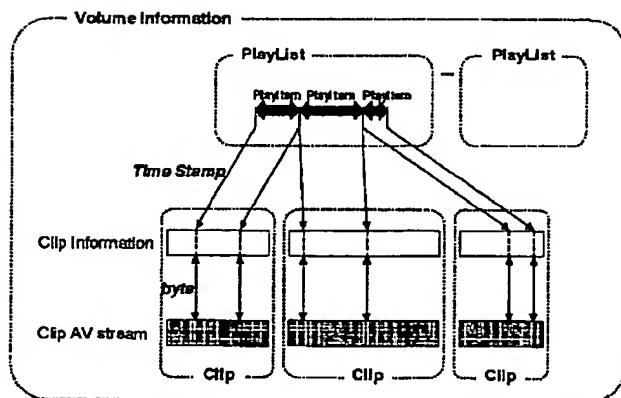 Volume Information
PlayList
PlayList
PlayItem PlayItem PlayItem
Time Stamp
Clip Information
byte
Clip AV stream
Clip
Clip
Clip